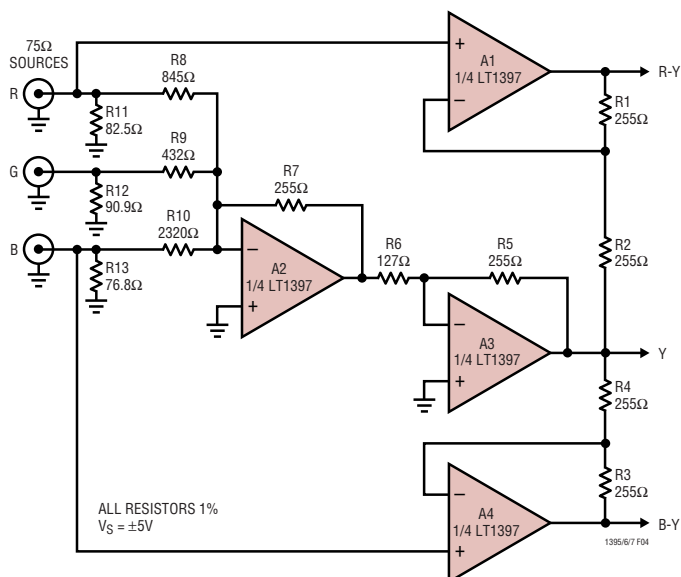 75Ω
SOURCES
R
R11
82.5Ω
R8
845Ω
+
−
A1
1/4 LT1397
R-Y
R1
255Ω
G
R12
90.9Ω
R9
432Ω
R7
255Ω
R2
255Ω
B
R13
76.8Ω
R10
2320Ω
−
+
A2
1/4 LT1397
R6
127Ω
R5
255Ω
−
+
A3
1/4 LT1397
Y
R4
255Ω
−
+
A4
1/4 LT1397
R3
255Ω
B-Y
ALL RESISTORS 1%
VS = ±5V
1395/6/7 F04